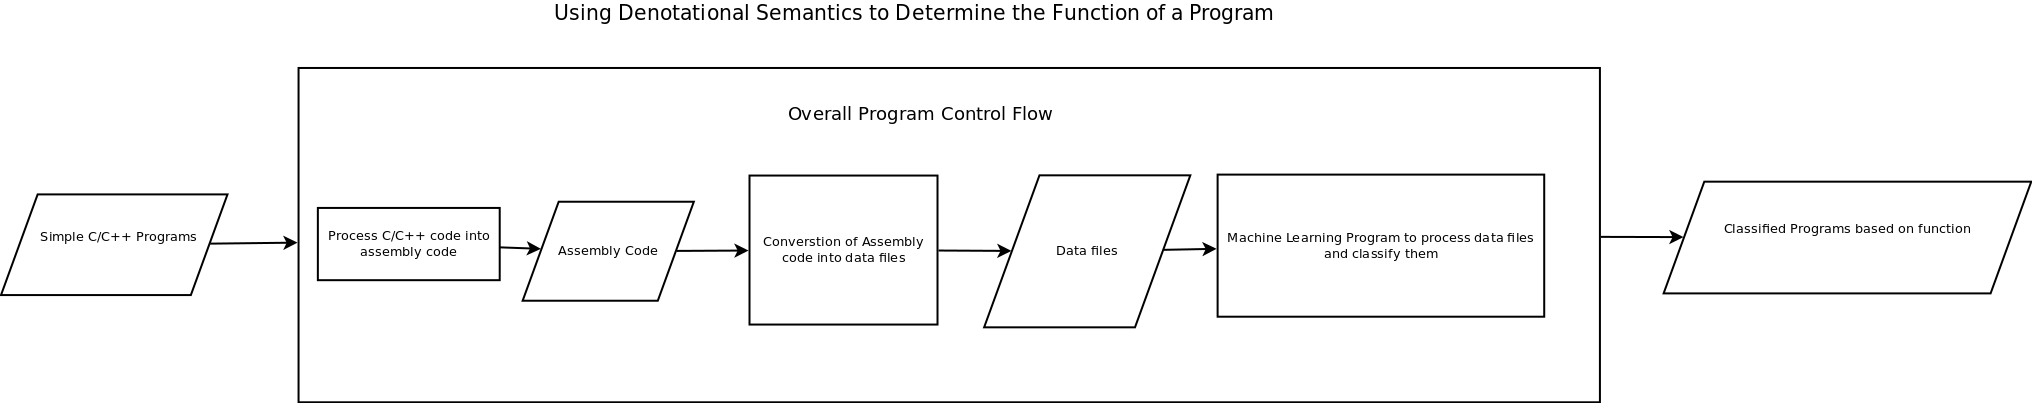 Using Denotational Semantics to Determine the Function of a Program
Overall Program Control Flow
Simple C/C++ Programs
Process C/C++ code into
assembly code
Assembly Code
Converstion of Assembly
code into data files
Data files
Machine Learning Program to process data files
and classify them
Classified Programs based on function